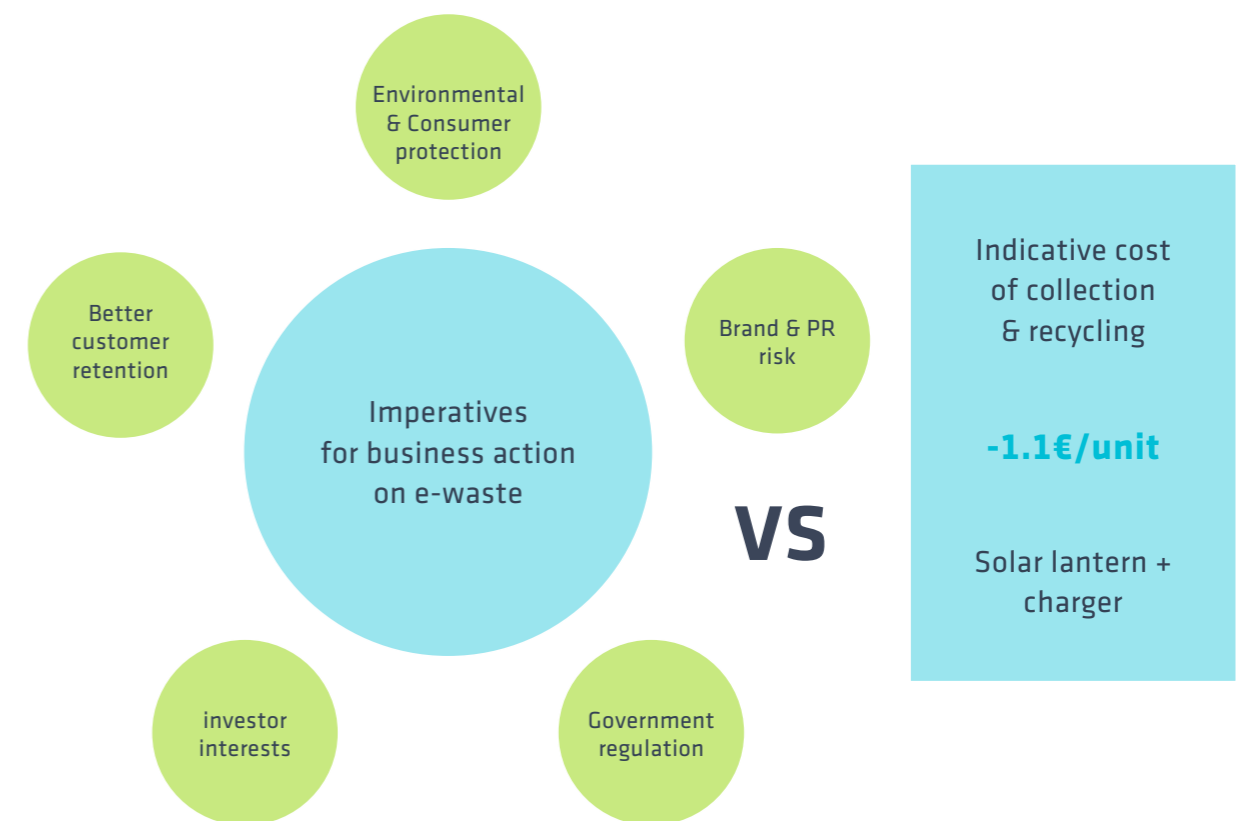 Environmental
& Consumer
protection
Better
customer
retention
Brand & PR
risk
Imperatives
for business action
on e-waste
investor
interests
Government
regulation
VS
Indicative cost
of collection
& recycling
-1.1€/unit
Solar lantern +
charger